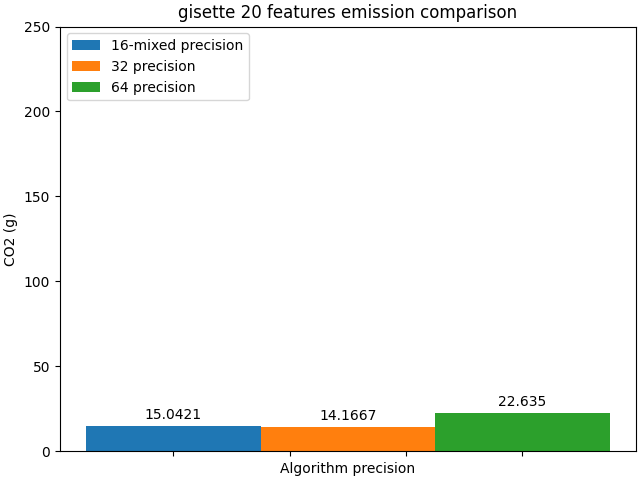 gisette 20 features emission comparison
250
200
150
100
50
0
CO2 (g)
16-mixed precision
32 precision
64 precision
15.0421
14.1667
22.635
Algorithm precision